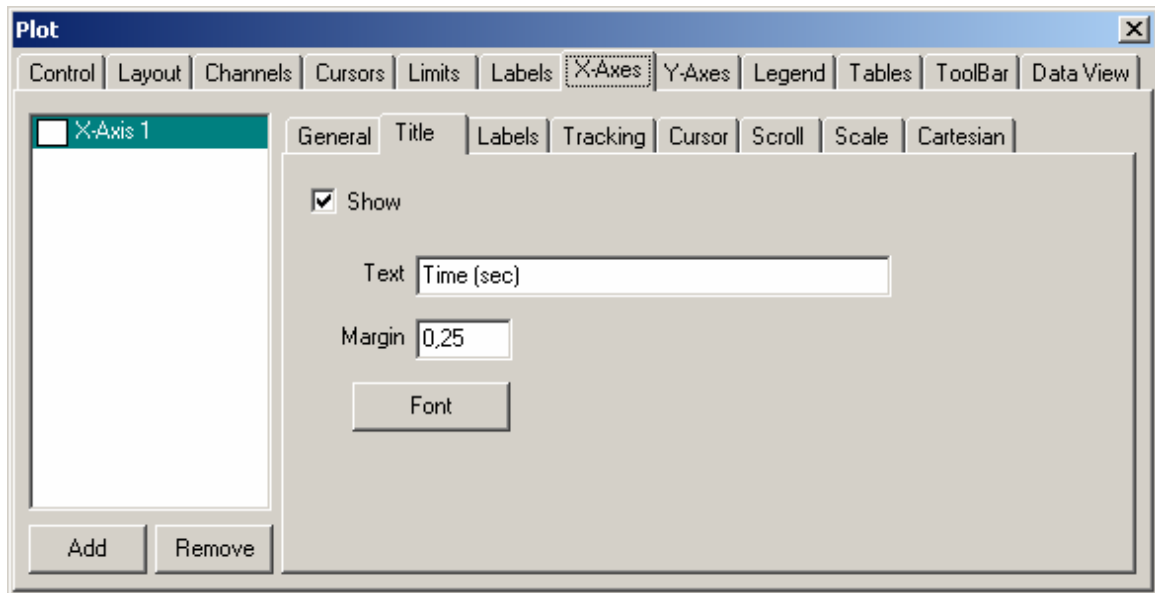 Plot
Control Layout Channels Cursors Limits Labels X-Axes Y-Axes Legend Tables ToolBar Data View
X-Axis 1
General Title Labels Tracking Cursor Scroll Scale Cartesian
Show
Text Time (sec)
Margin 0,25
Font
Add Remove